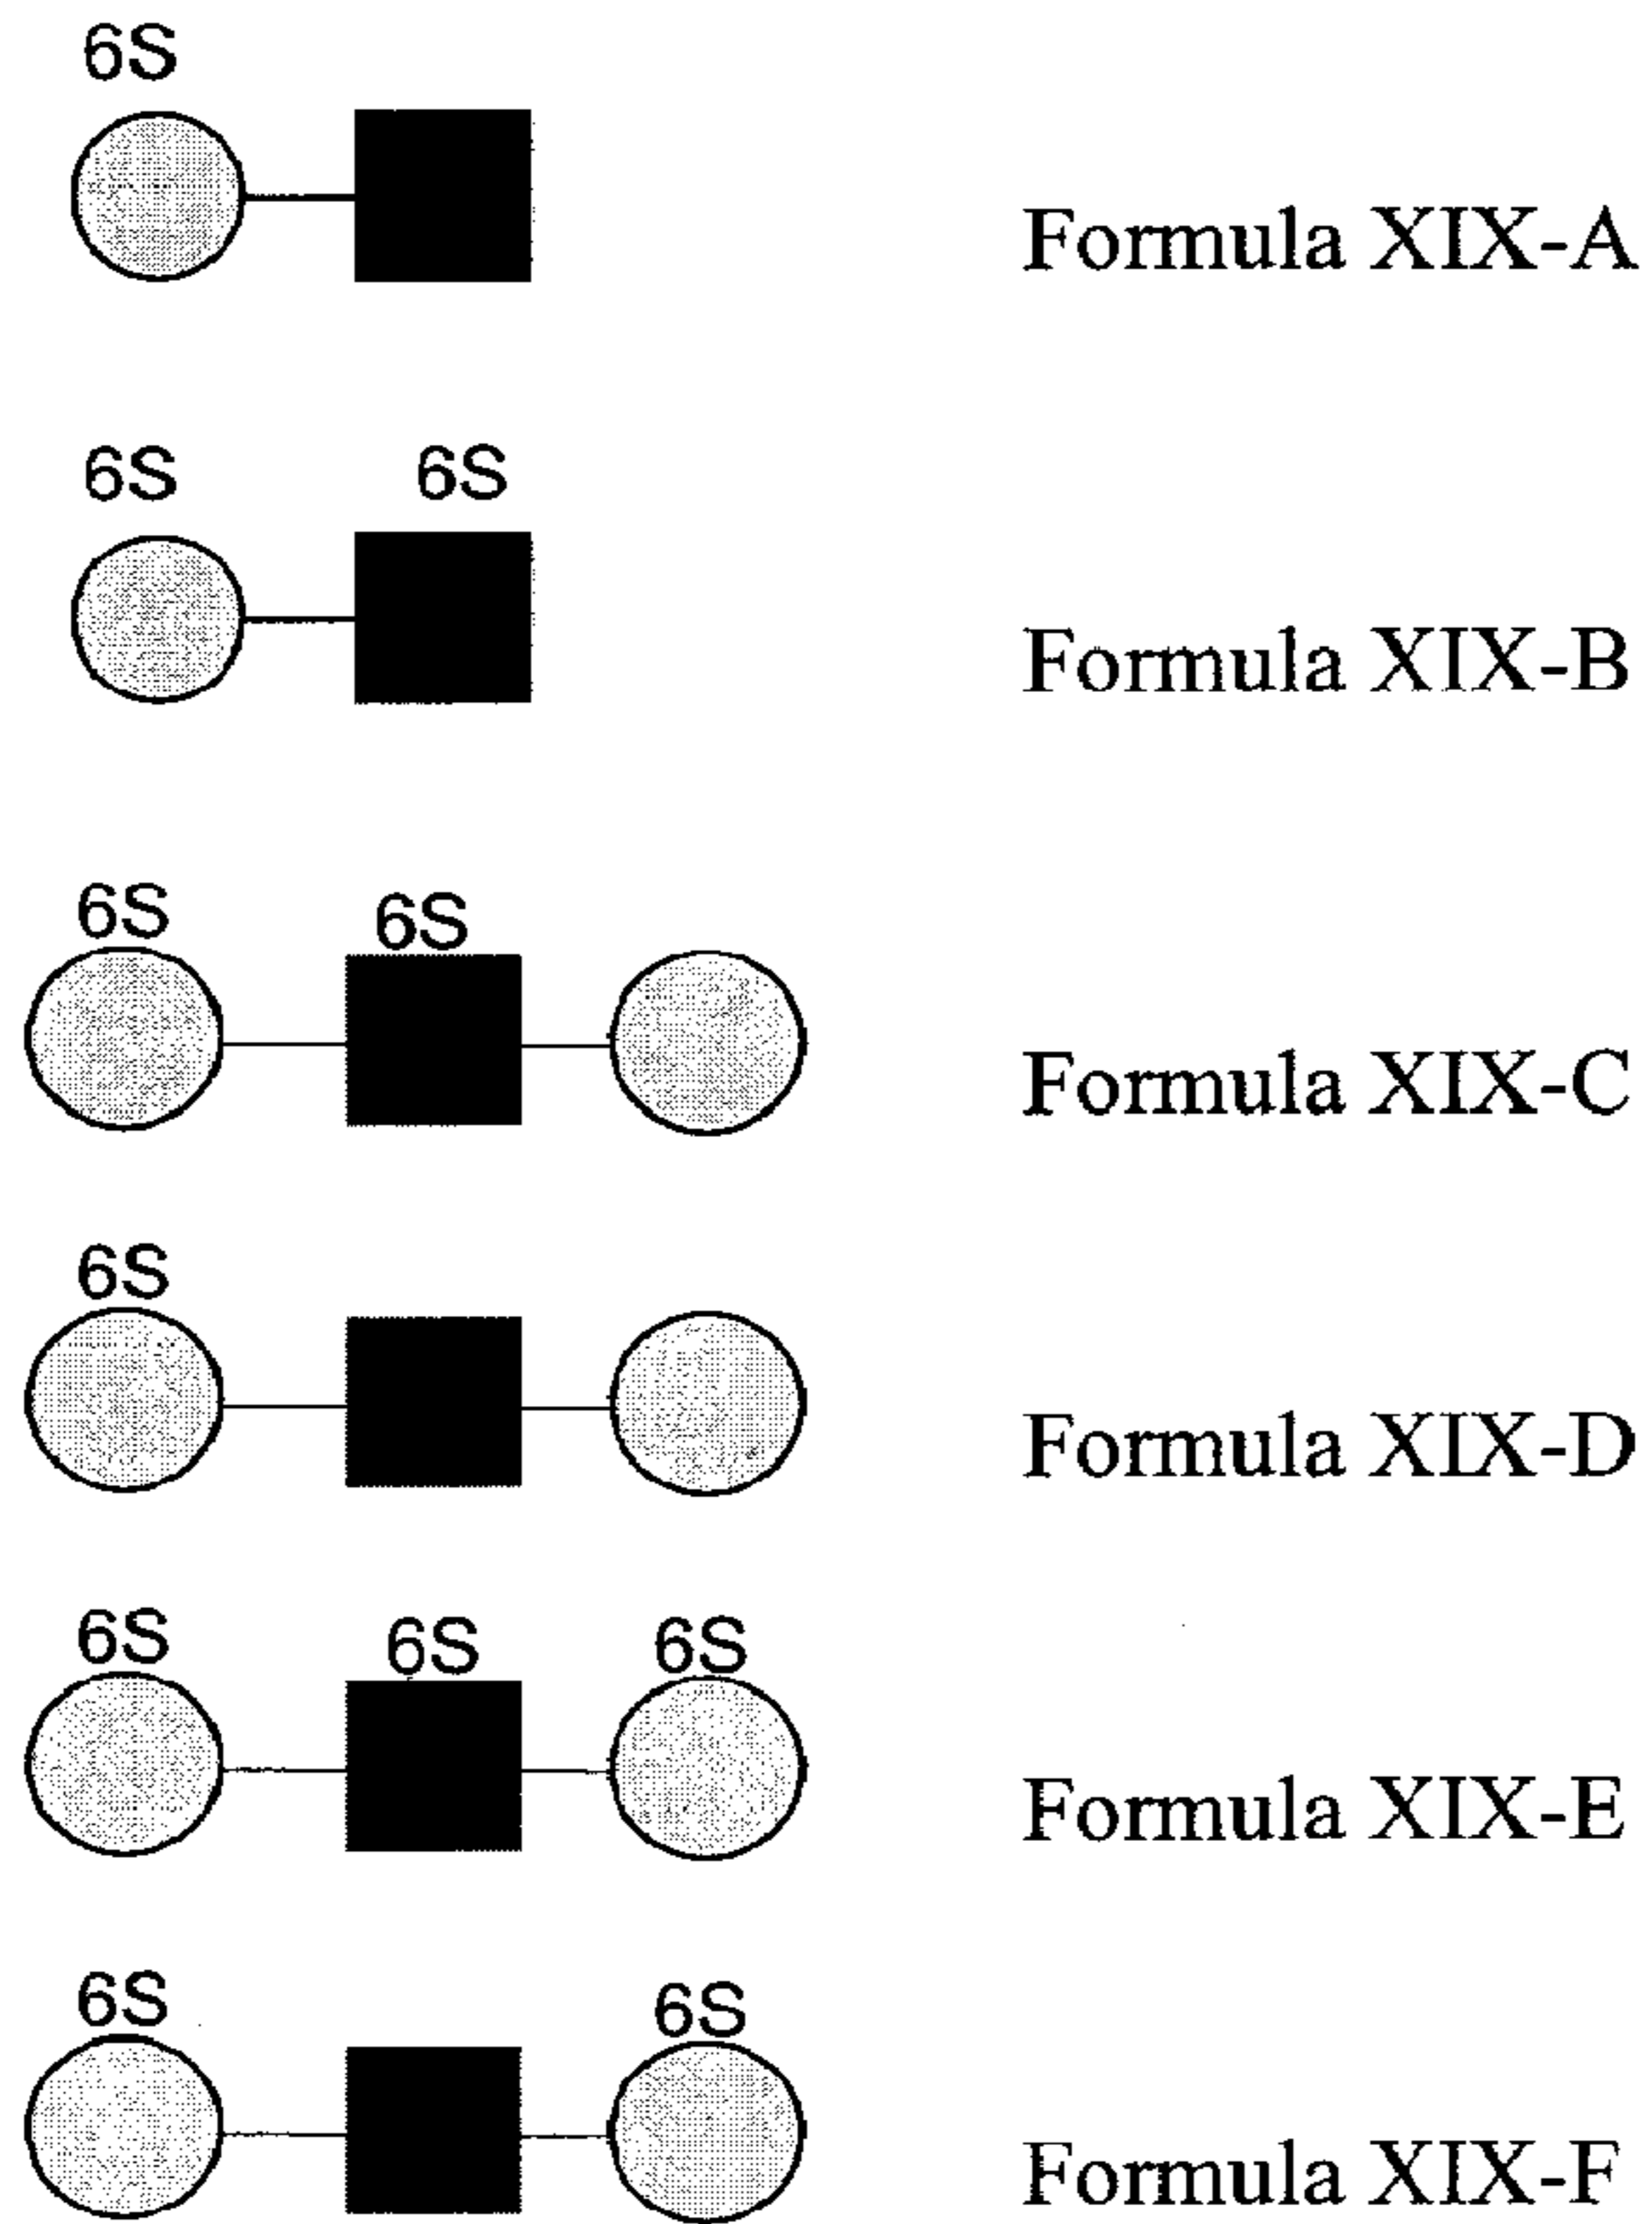 6S
Formula XIX-A
6S 6S
Formula XIX-B
6S 6S
Formula XIX-C
6S
Formula XIX-D
6S 6S 6S
Formula XIX-E
6S 6S
Formula XIX-F